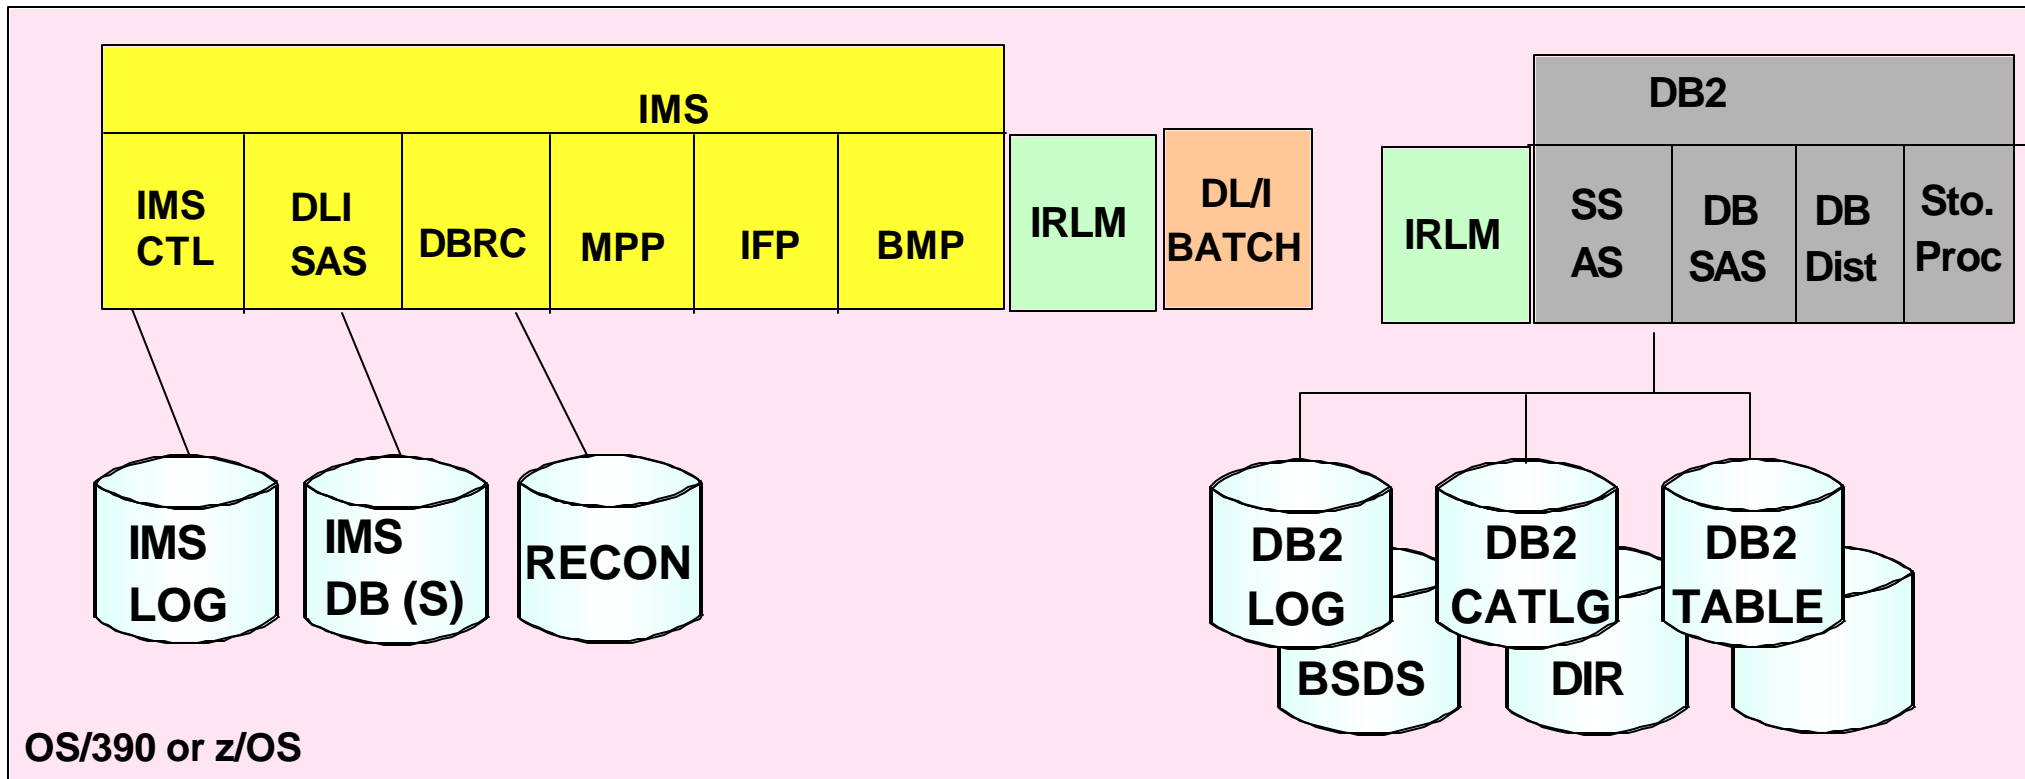 IMS
IMS
CTL
DLI
SAS
DBRC
MPP
IFP
BMP
IRLM
DL/I
BATCH
IRLM
DB2
SS
AS
DB
SAS
DB
Dist
Sto.
Proc
IMS
LOG
IMS
DB (S)
RECON
DB2
LOG
BSDS
DB2
CATLG
DIR
DB2
TABLE
OS/390 or z/OS